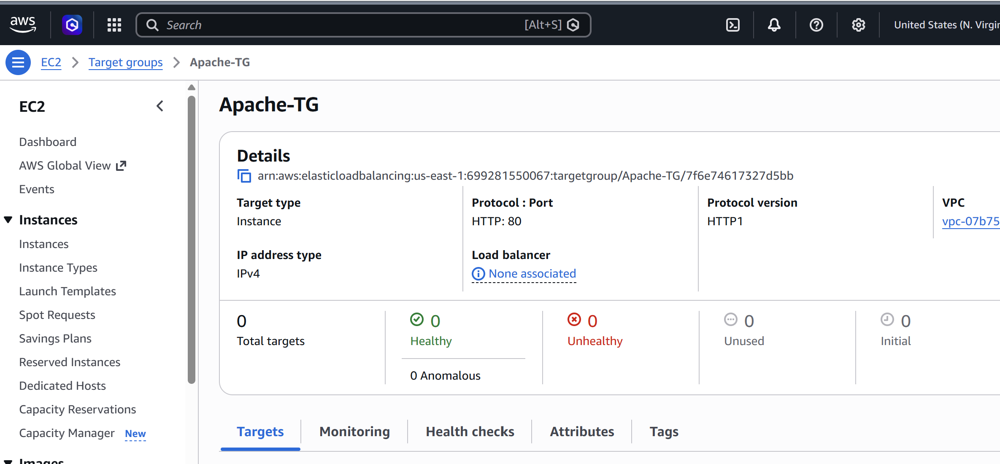 aws
Search [Alt+S]
United States (N. Virgin
EC2 > Target groups > Apache-TG
EC2
Dashboard
AWS Global View
Events
Instances
Instances
Instance Types
Launch Templates
Spot Requests
Savings Plans
Reserved Instances
Dedicated Hosts
Capacity Reservations
Capacity Manager New
Images
Apache-TG
Details
arn:aws:elasticloadbalancing:us-east-1:699281550067:targetgroup/Apache-TG/7f6e74617327d5bb
Target type
Instance
Protocol : Port
HTTP: 80
Protocol version
HTTP1
VPC
vpc-07b75
IP address type
IPv4
Load balancer
None associated
0
Total targets
0
Healthy
0 Anomalous
0
Unhealthy
0
Unused
0
Initial
Targets
Monitoring
Health checks
Attributes
Tags